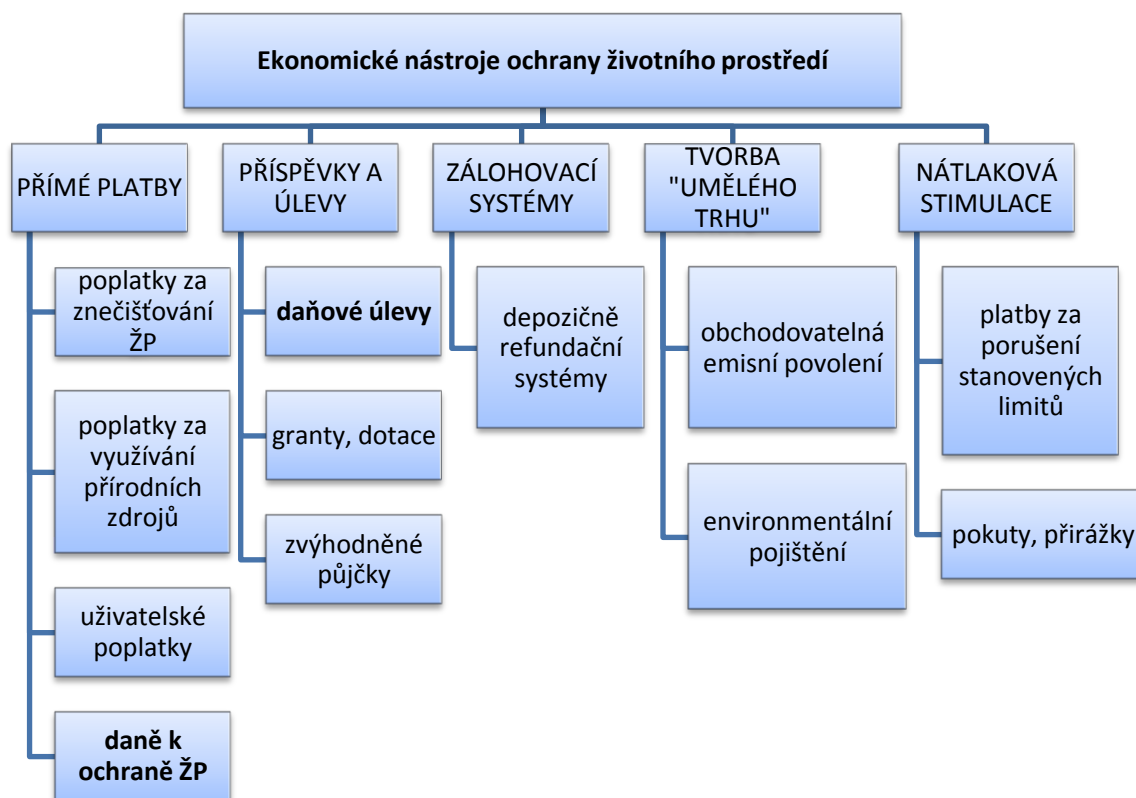 Ekonomické nástroje ochrany životního prostředí
PŘÍMÉ PLATBY
poplatky za
znečišťování
ŽP
poplatky za
využívání
přírodních
zdrojů
uživatelské
poplatky
daně k
ochraně ŽP
PŘÍSPĚVKY A
ÚLEVY
daňové úlevy
granty, dotace
zvýhodněné
půjčky
ZÁLOHOVACÍ
SYSTÉMY
depozičně
refundační
systémy
TVORBA
"UMĚLÉHO
TRHU"
obchodovatelná
emisní povolení
environmentální
pojištění
NÁTLAKOVÁ
STIMULACE
platby za
porušení
stanovených
limitů
pokuty, přirážky